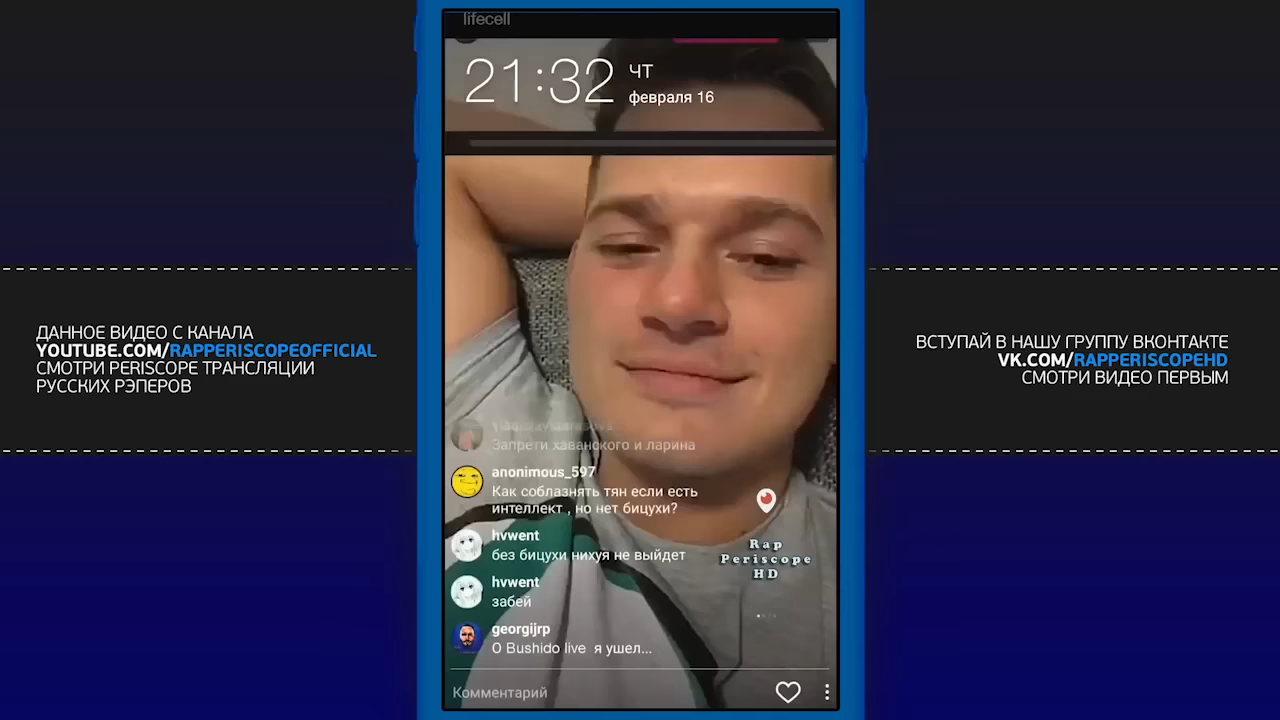 lifecell
21:32
ЧТ
февраля 16
ДАННОЕ ВИДЕО С КАНАЛА
YOUTUBE.COM/RAPPERISCOPEOFFICIAL
СМОТРИ PERISCOPE ТРАНСЛЯЦИИ
РУССКИХ РЭПЕРОВ
ВСТУПАЙ В НАШУ ГРУППУ ВКОНТАКТЕ
VK.COM/RAPPERISCOPEHD
СМОТРИ ВИДЕО ПЕРВЫМ
Запрети хаванского и ларина
anonimous_597
Как соблазнять тян если есть
интеллект , но нет бицухи?
hvwent
без бицухи нихуя не выйдет
hvwent
забей
georgijrp
О Bushido live я ушел...
Rap
Periscope
HD
Комментарий